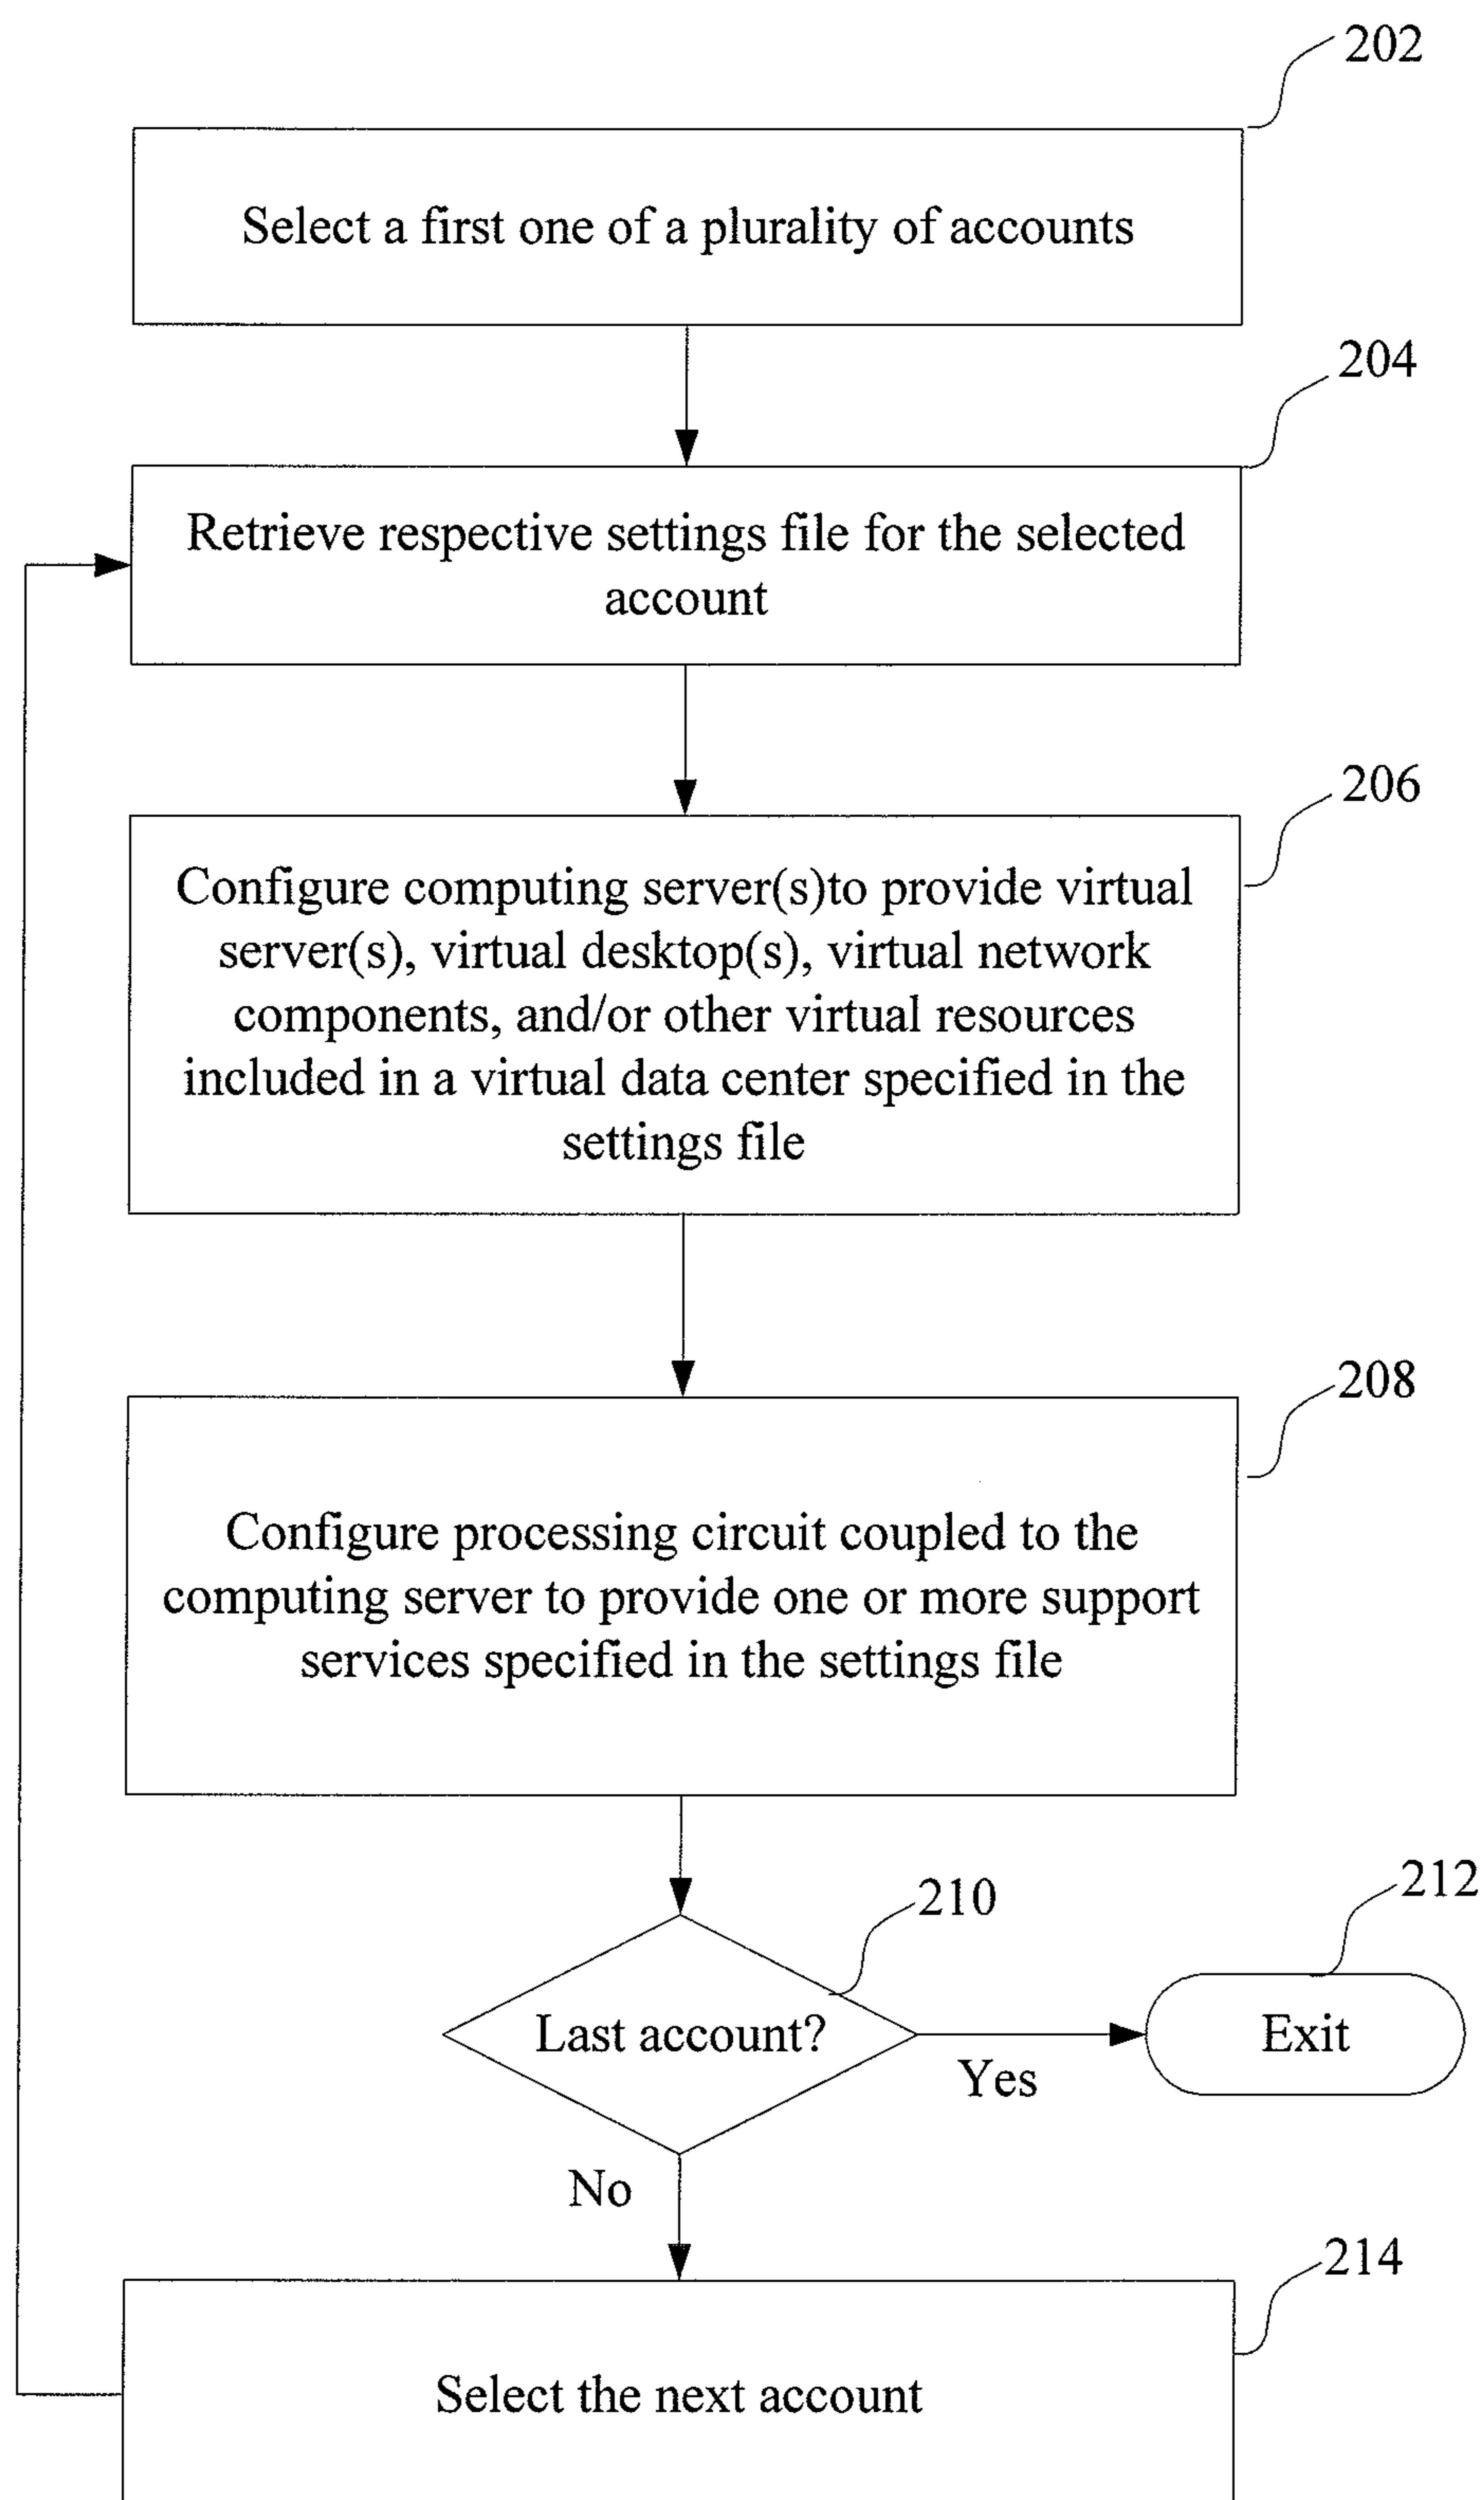 202
Select a first one of a plurality of accounts
204
Retrieve respective settings file for the selected
account
206
Configure computing server(s)to provide virtual
server(s), virtual desktop(s), virtual network
components, and/or other virtual resources
included in a virtual data center specified in the
settings file
208
Configure processing circuit coupled to the
computing server to provide one or more support
services specified in the settings file
210
212
Last account?
Exit
Yes
No
214
Select the next account